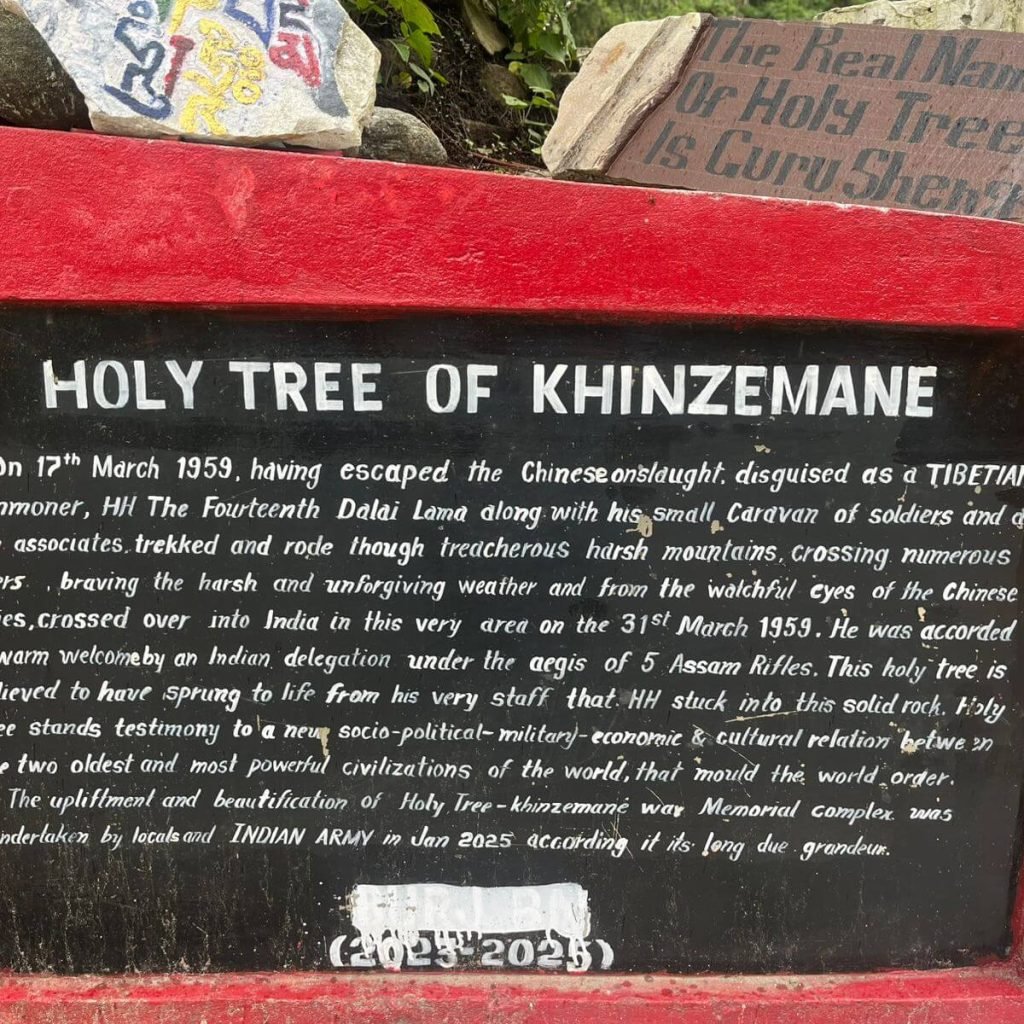 The Real Nam
Of Holy Tree
Is Guru Sheng
HOLY TREE OF KHINZEMANE
On 17th March 1959, having escaped the Chinese onslaught, disguised as a TIBETIAN
mmoner, HH The Fourteenth Dalai Lama along with his small Caravan of soldiers and a
associates, trekked and rode though treacherous harsh mountains, crossing numerous
ers , braving the harsh and unforgiving weather and from the watchful eyes of the Chinese
ies, crossed over into India in this very area on the 31st March 1959. He was accorded
warm welcomeby an Indian delegation under the aegis of 5 Assam Rifles. This holy tree is
lieved to have sprung to life from his very staff that HH stuck into this solid rock. Holy
ee stands testimony to a new socio-political-military-economic & cultural relation between
e two oldest and most powerful civilizations of the world, that mould the world order.
The upliftment and beautification of Holy Tree-khinzemane war Memorial complex was
ndertaken by locals and INDIAN ARMY in Jan 2025 according it its long due grandeur.
(2023-2025)